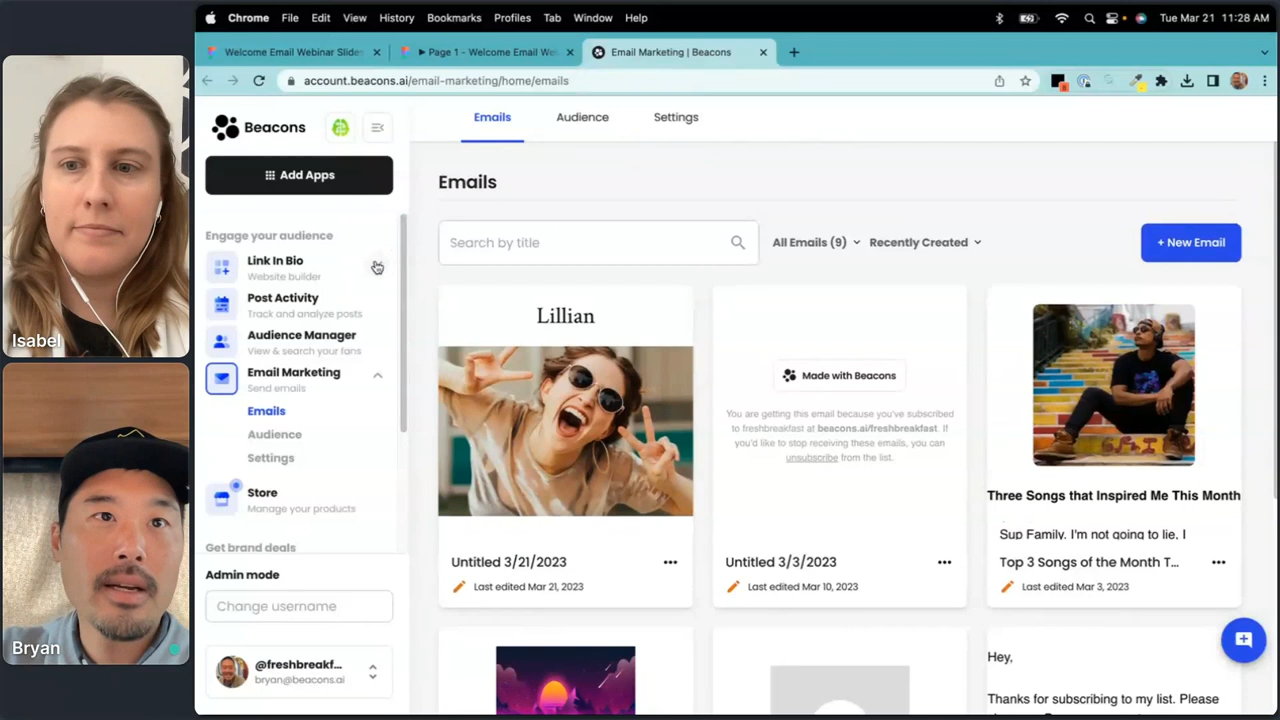 Chrome File Edit View History Bookmarks Profiles Tab Window Help
Tue Mar 21 11:28 AM
Welcome Email Webinar Slides
Page 1 - Welcome Email We
Email Marketing | Beacons
account.beacons.ai/email-marketing/home/emails
Beacons
Add Apps
Engage your audience
Link In Bio
Website builder
Post Activity
Track and analyze posts
Audience Manager
View & search your fans
Email Marketing
Send emails
Emails
Audience
Settings
Store
Manage your products
Get brand deals
Admin mode
Change username
@freshbreakf...
bryan@beacons.ai
Emails Audience Settings
Emails
Search by title
All Emails (9)
Recently Created
+ New Email
Lillian
Untitled 3/21/2023
Last edited Mar 21, 2023
Made with Beacons
You are getting this email because you've subscribed
to freshbreakfast at beacons.ai/freshbreakfast. If
you'd like to stop receiving these emails, you can
unsubscribe from the list.
Untitled 3/3/2023
Last edited Mar 10, 2023
Three Songs that Inspired Me This Month
Sup Family. I'm not going to lie, I
Top 3 Songs of the Month T...
Last edited Mar 3, 2023
Hey,
Thanks for subscribing to my list. Please
Isabel
Bryan